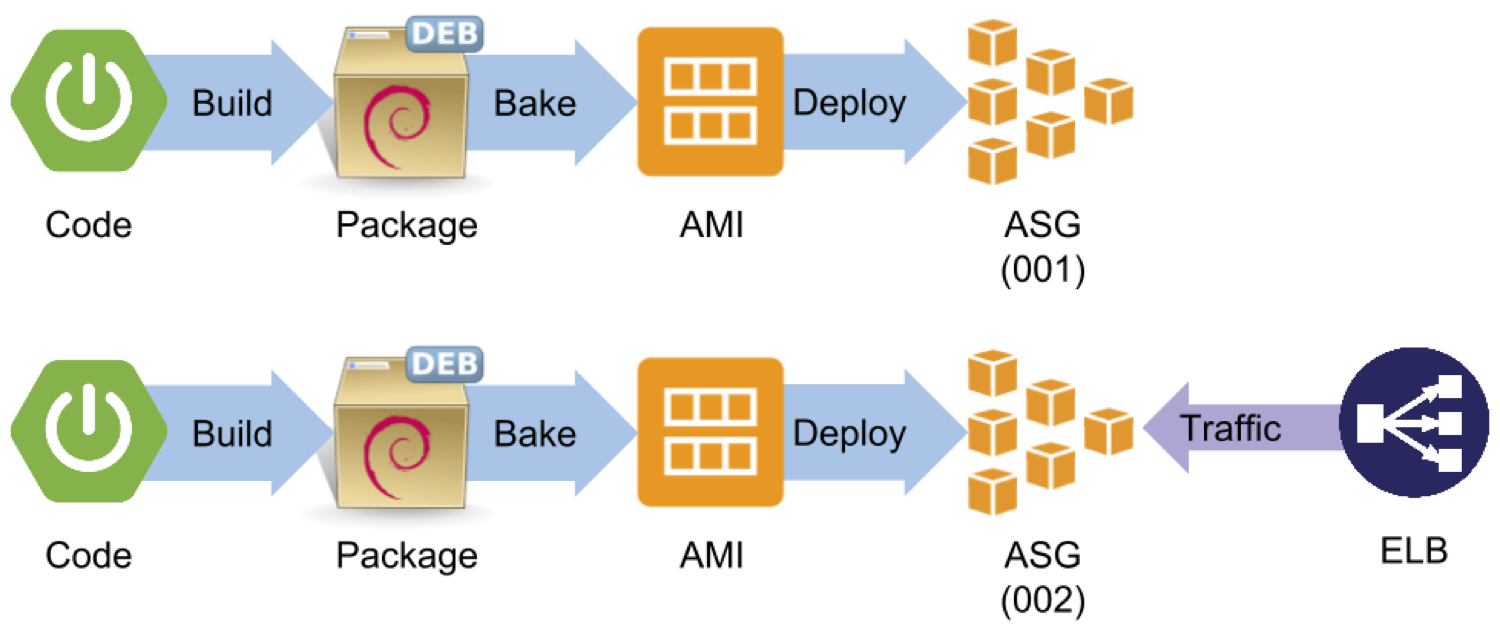 DEB
Build
Bake
Deploy
Code
Package
AMI
ASG
(001)
DEB
Build
Bake
Deploy
Traffic
Code
Package
AMI
ASG
(002)
ELB